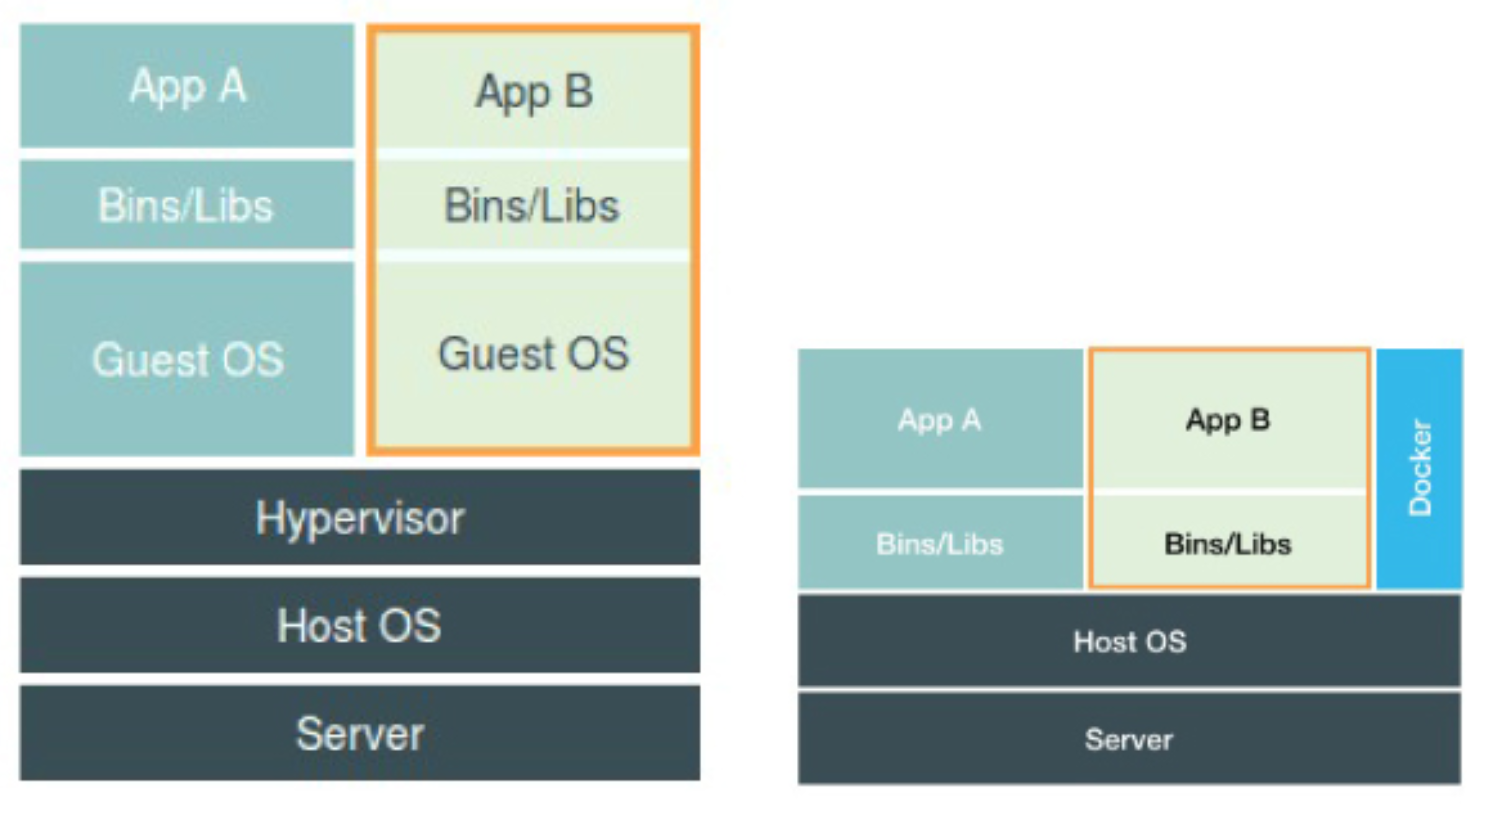 App A
App B
Bins/Libs
Bins/Libs
Guest OS
Guest OS
Hypervisor
Host OS
Server
App A
App B
Docker
Bins/Libs
Bins/Libs
Host OS
Server